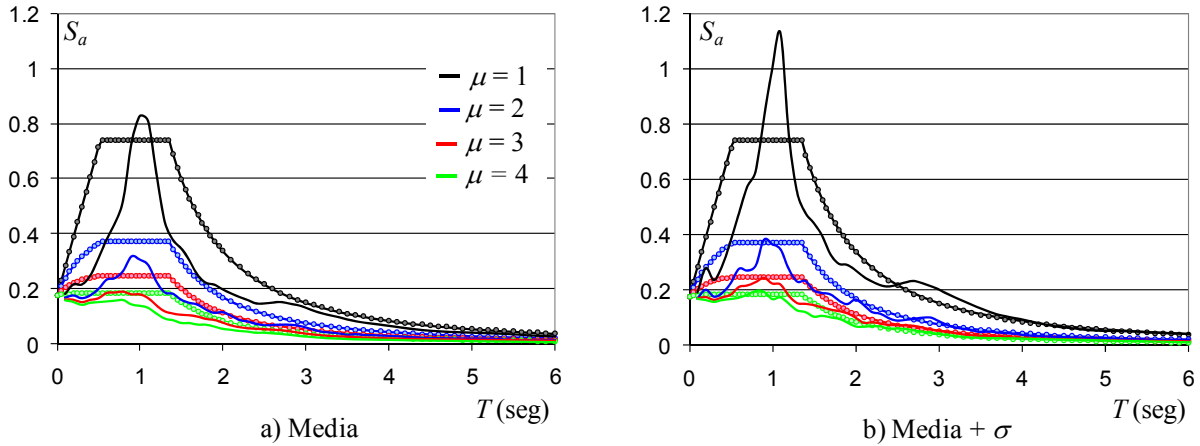 1.2
S_a
1
0.8
0.6
0.4
0.2
0
μ = 1
μ = 2
μ = 3
μ = 4
0 1 2 3 4 5 6
T (seg)
a) Media
1.2
S_a
1
0.8
0.6
0.4
0.2
0
0 1 2 3 4 5 6
T (seg)
b) Media + σ